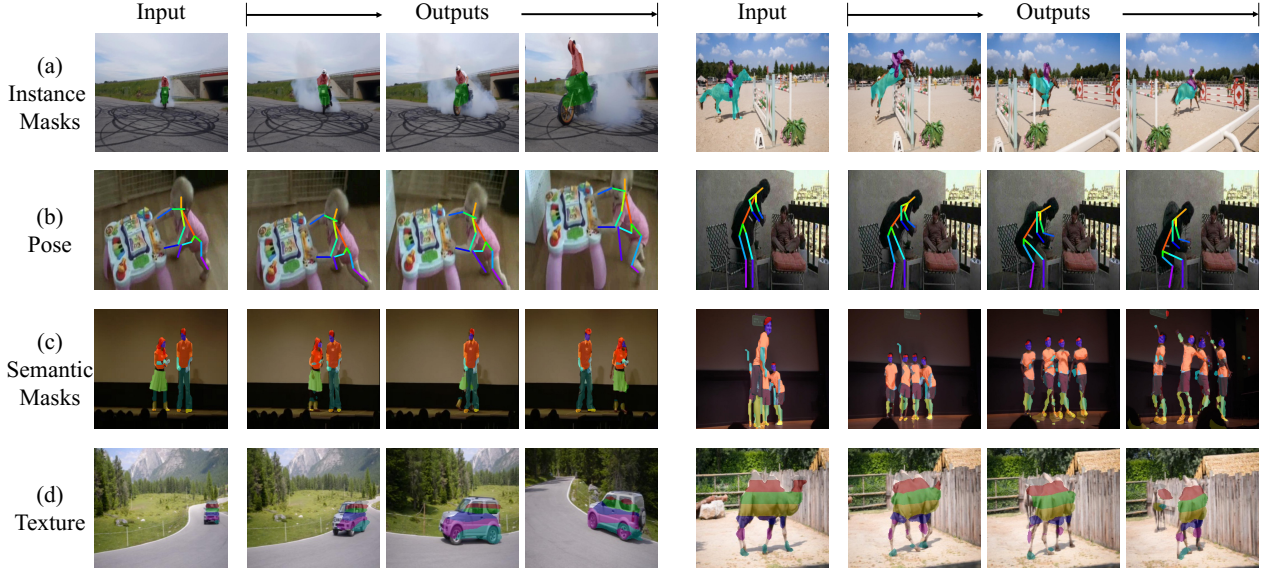 Input Outputs Input Outputs
(a)
Instance
Masks
(b)
Pose
(c)
Semantic
Masks
(d)
Texture
A
A